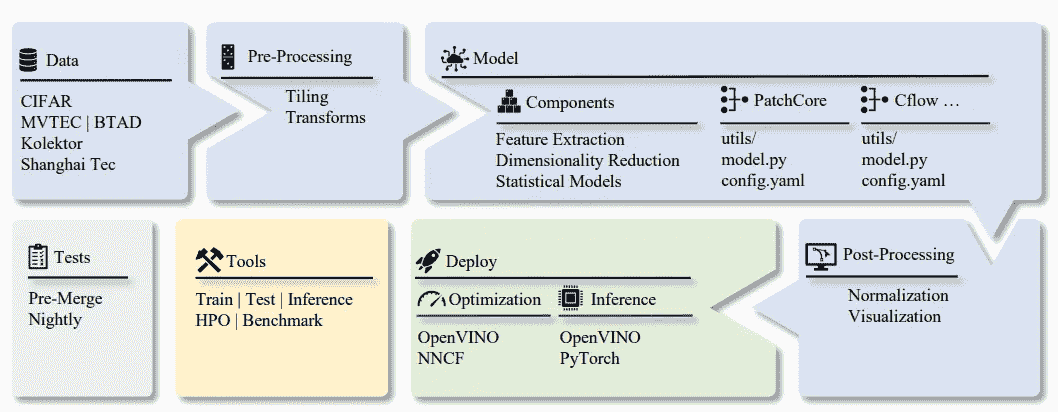 Data
CIFAR
MVTEC | BTAD
Kolektor
Shanghai Tec
Pre-Processing
Tiling
Transforms
Model
Components
Feature Extraction
Dimensionality Reduction
Statistical Models
PatchCore
utils/
model.py
config.yaml
Cflow ...
utils/
model.py
config.yaml
Tests
Pre-Merge
Nightly
Tools
Train | Test | Inference
HPO | Benchmark
Deploy
Optimization
OpenVINO
NNCF
Inference
OpenVINO
PyTorch
Post-Processing
Normalization
Visualization